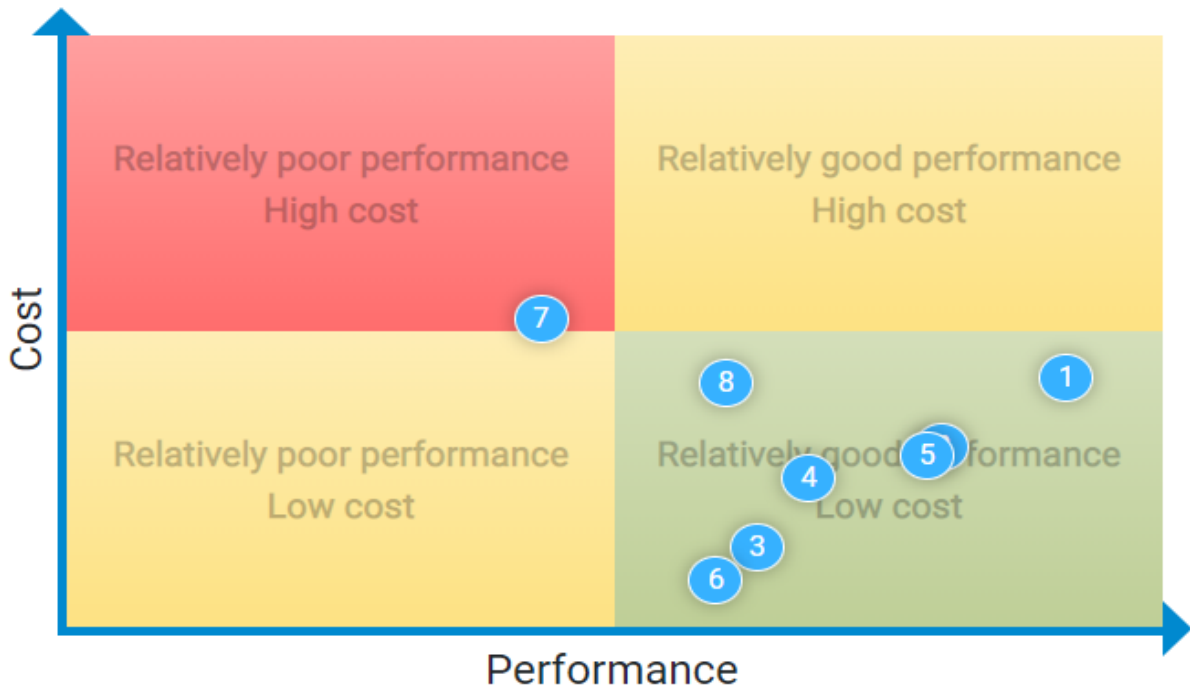 Relatively poor performance
High cost
Relatively good performance
High cost
Cost
7
8
1
Relatively poor performance
Low cost
Relatively good formance
Low cost
5
4
3
6
Performance